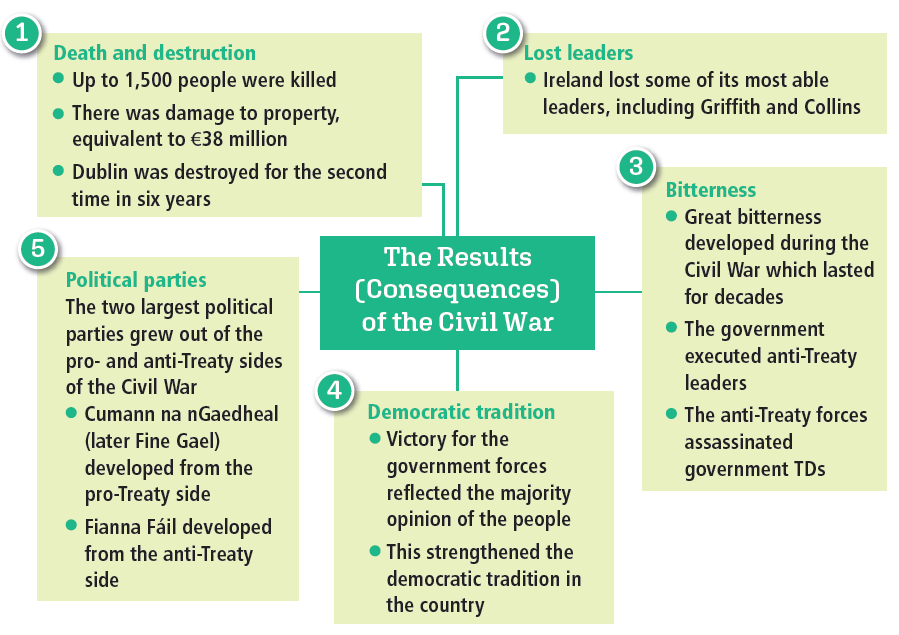 1
Death and destruction
Up to 1,500 people were killed
There was damage to property,
equivalent to €38 million
Dublin was destroyed for the second
time in six years
2
Lost leaders
Ireland lost some of its most able
leaders, including Griffith and Collins
3
Bitterness
Great bitterness
developed during the
Civil War which lasted
for decades
The government
executed anti-Treaty
leaders
The anti-Treaty forces
assassinated
government TDs
The Results
(Consequences)
of the Civil War
4
Democratic tradition
Victory for the
government forces
reflected the majority
opinion of the people
This strengthened the
democratic tradition in
the country
5
Political parties
The two largest political
parties grew out of the
pro- and anti-Treaty sides
of the Civil War
Cumann na nGaedheal
(later Fine Gael)
developed from the
pro-Treaty side
Fianna Fáil developed
from the anti-Treaty
side